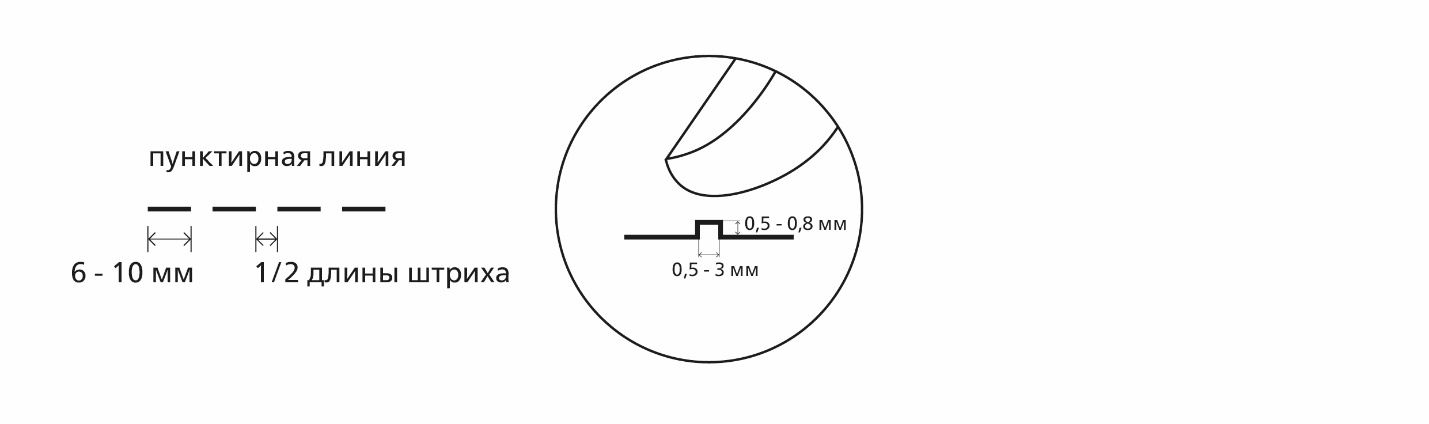 пунктирная линия
6 - 10 мм
1/2 длины штриха
0,5 - 0,8 мм
0,5 - 3 мм